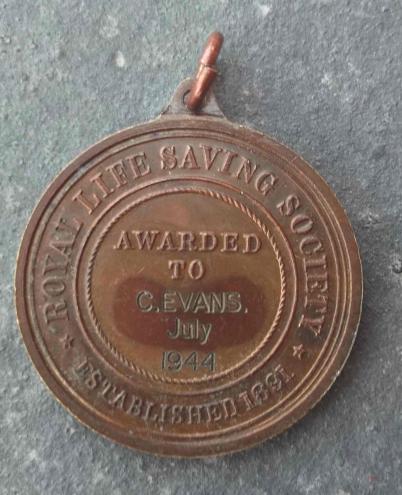 ROYAL LIFE SAVING SOCIETY
AWARDED
TO
C.EVANS.
July
1944
ESTABLISHED 1891